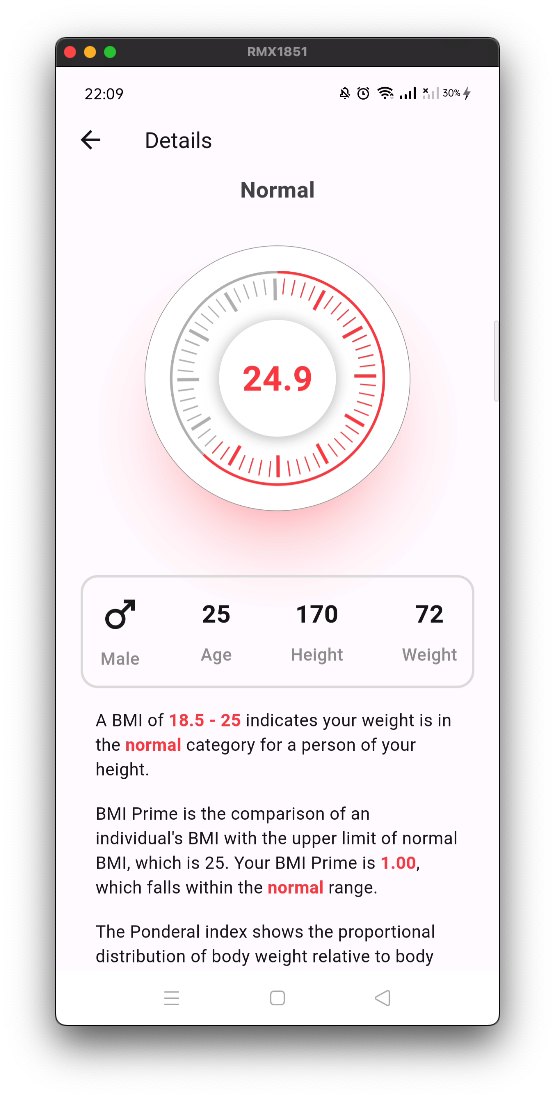 RMX1851
22:09 30%
Details
Normal
24.9
25 170 72
Male Age Height Weight
A BMI of 18.5 - 25 indicates your weight is in
the normal category for a person of your
height.
BMI Prime is the comparison of an
individual's BMI with the upper limit of normal
BMI, which is 25. Your BMI Prime is 1.00,
which falls within the normal range.
The Ponderal index shows the proportional
distribution of body weight relative to body